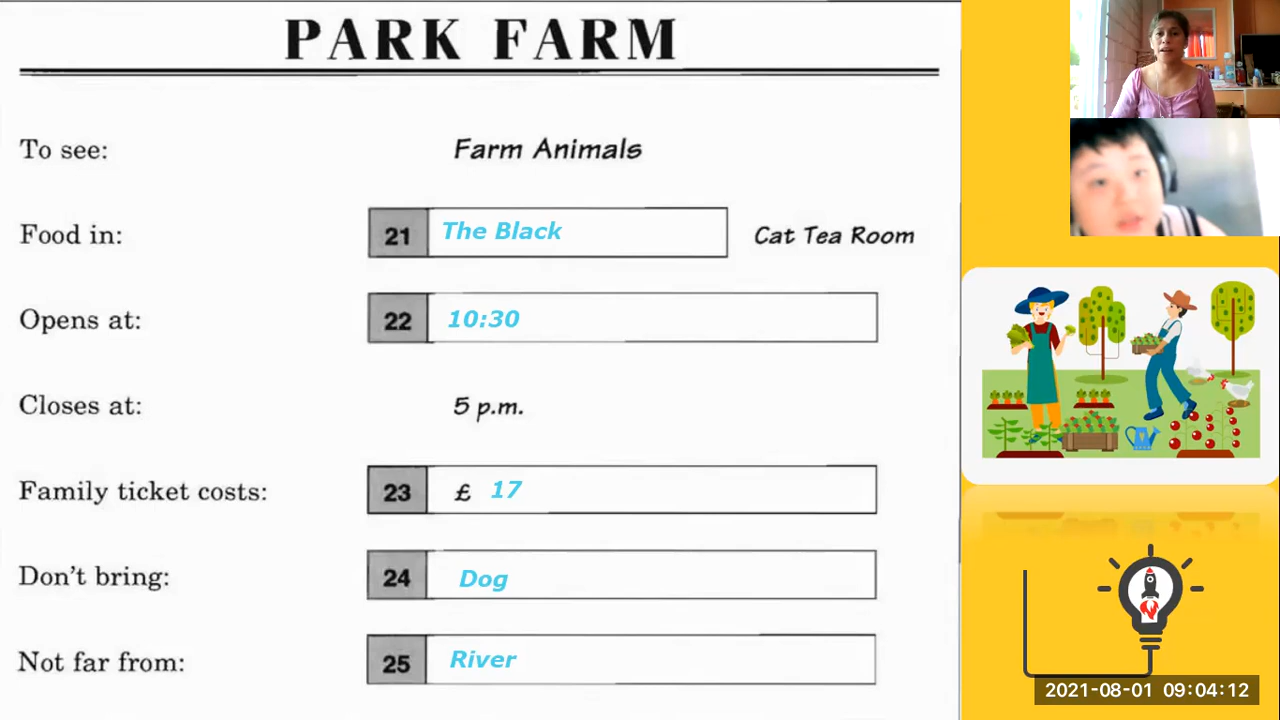 PARK FARM
To see: Farm Animals
Food in: 21 The Black Cat Tea Room
Opens at: 22 10:30
Closes at: 5 p.m.
Family ticket costs: 23 £ 17
Don't bring: 24 Dog
Not far from: 25 River
2021-08-01 09:04:12